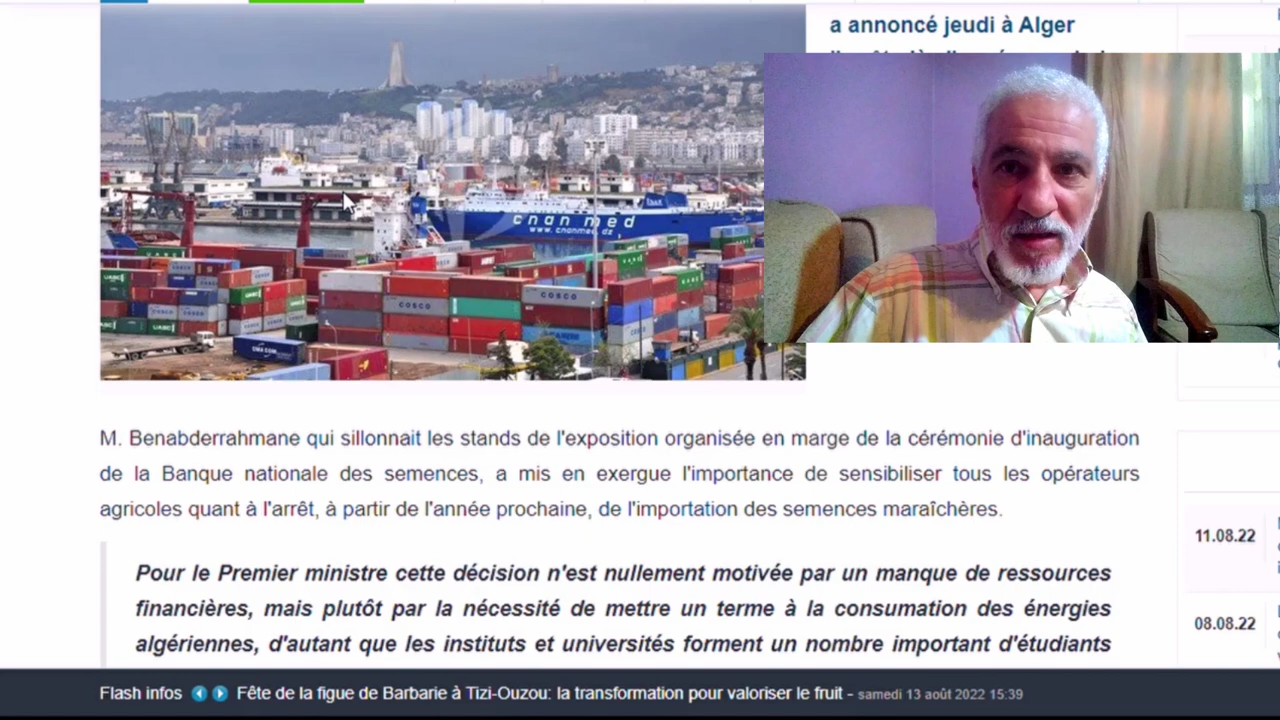 a annoncé jeudi à Alger
cnan med
www.cnanmed.dz
COSCO
COSCO
M. Benabderrahmane qui sillonnait les stands de l'exposition organisée en marge de la cérémonie d'inauguration
de la Banque nationale des semences, a mis en exergue l'importance de sensibiliser tous les opérateurs
agricoles quant à l'arrêt, à partir de l'année prochaine, de l'importation des semences maraîchères.
11.08.22
Pour le Premier ministre cette décision n'est nullement motivée par un manque de ressources
financières, mais plutôt par la nécessité de mettre un terme à la consumation des énergies
08.08.22
algériennes, d'autant que les instituts et universités forment un nombre important d'étudiants
Flash infos Fête de la figue de Barbarie à Tizi-Ouzou: la transformation pour valoriser le fruit - samedi 13 août 2022 15:39